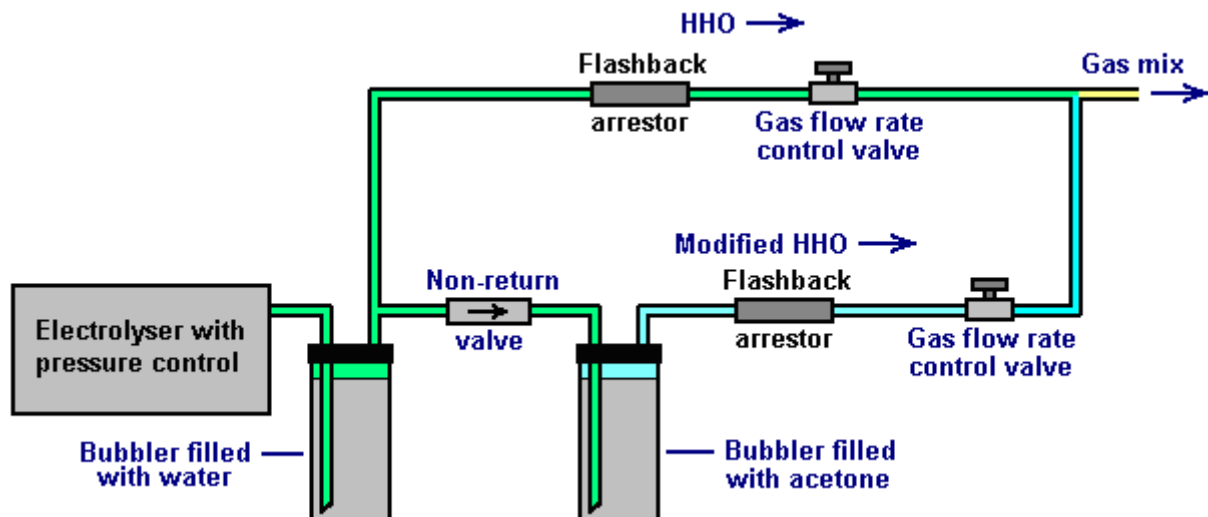 HHO
Flashback
arrestor
Gas flow rate
control valve
Gas mix
Modified HHO
Flashback
arrestor
Gas flow rate
control valve
Non-return
valve
Electrolyser with
pressure control
Bubbler filled
with water
Bubbler filled
with acetone